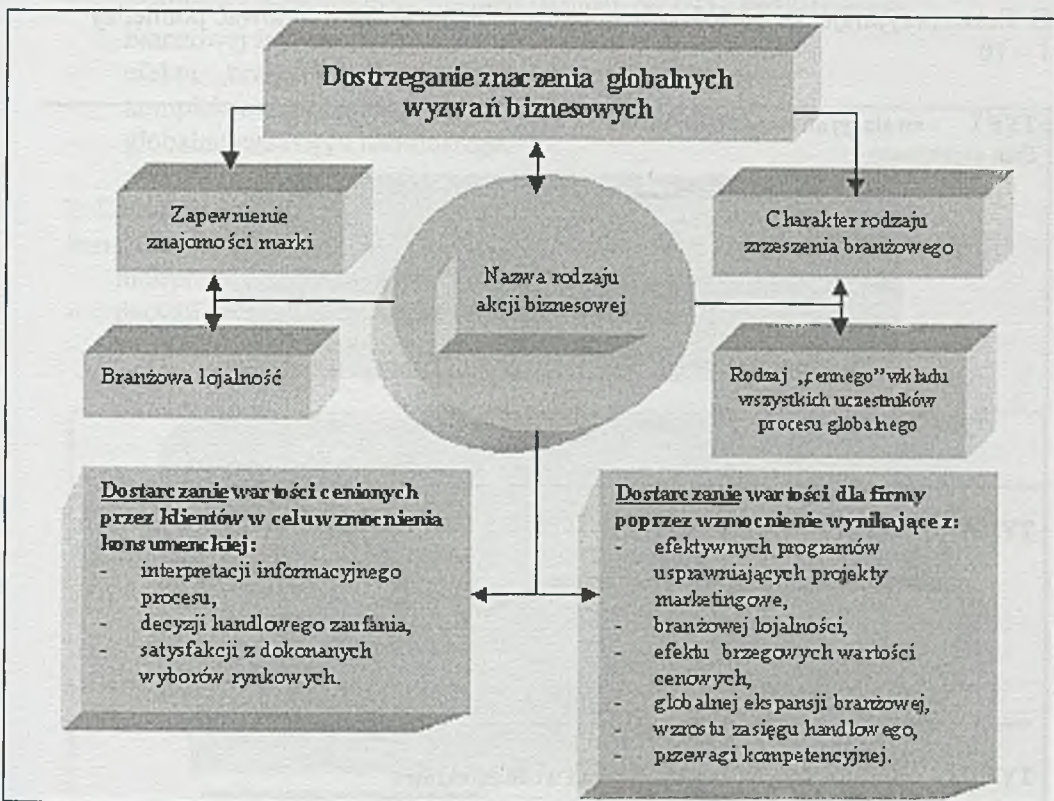 Dostrzeganie znaczenia globalnych
wyzwań biznesowych
Zapewnienie
znajomości marki
Charakter rodzaju
zrzeszenia branżowego
Nazwa rodzaju
akcji biznesowej
Branżowa lojalność
Rodzaj „cennego” wkładu
wszystkich uczestników
procesu globalnego
Dostarczanie wartości cenionych
przez klientów w celu wzmocnienia
konsumenckiej:
- interpretacji informacyjnego
procesu,
- decyzji handlowego zaufania,
- satysfakcji z dokonanych
wyborów rynkowych.
Dostarczanie wartości dla firmy
poprzez wzmocnienie wynikające z:
- efektywnych programów
usprawniających projekty
marketingowe,
- branżowej lojalności,
- efektu brzegowych wartości
cenowych,
- globalnej ekspansji branżowej,
- wzrostu zasięgu handlowego,
- przewagi kompetencyjnej.